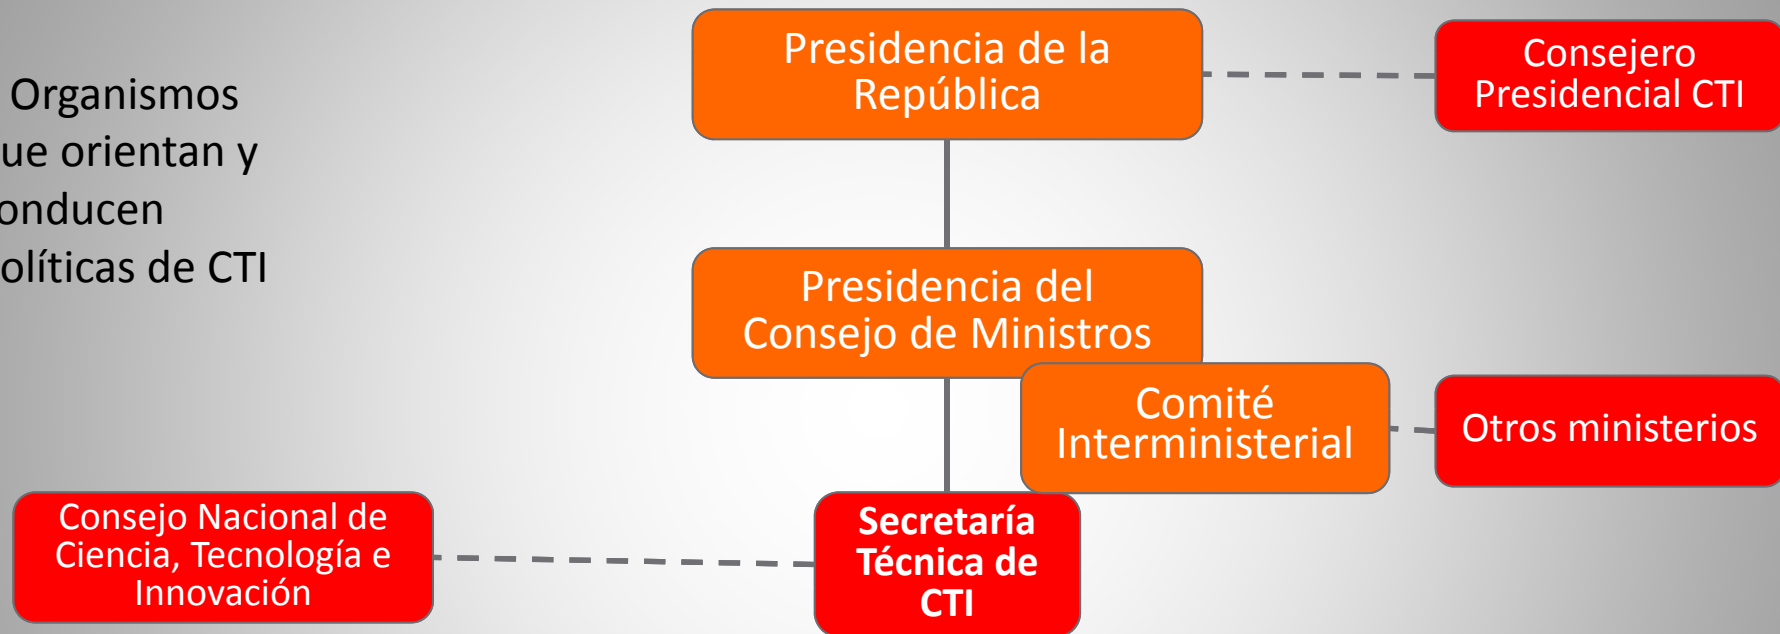 Organismos
ue orientan y
onducen
olíticas de CTI
Presidencia de la
República
Consejero
Presidencial CTI
Presidencia del
Consejo de Ministros
Comité
Interministerial
Otros ministerios
Consejo Nacional de
Ciencia, Tecnología e
Innovación
Secretaría
Técnica de
CTI